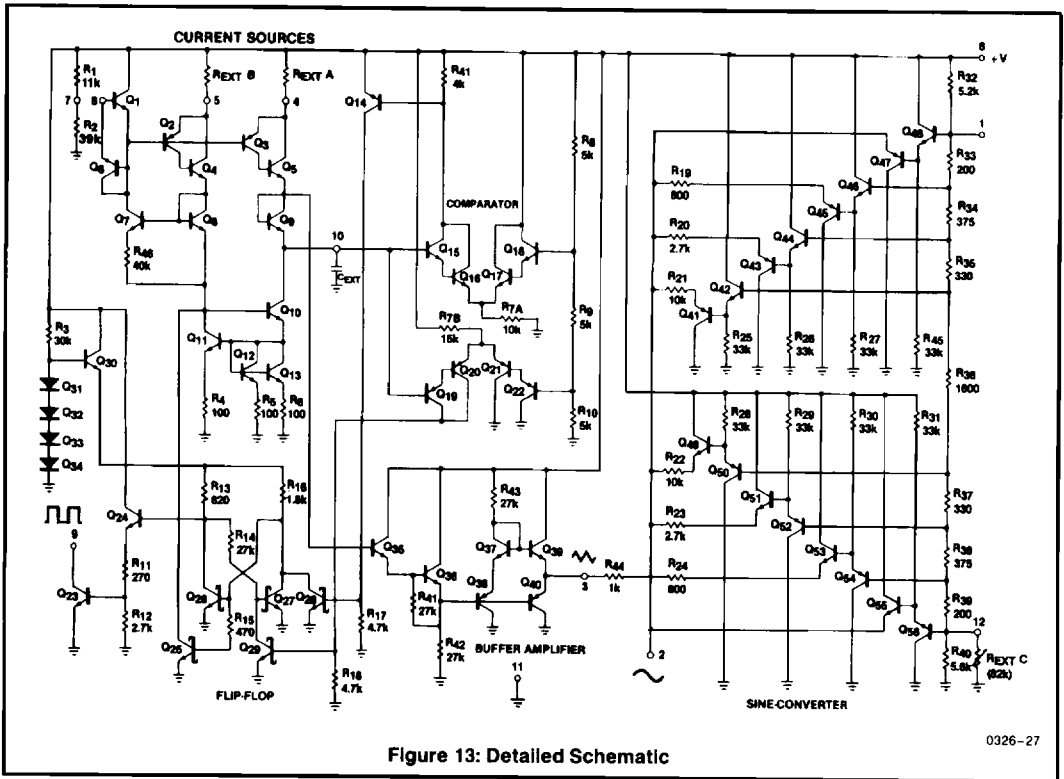 CURRENT SOURCES
R1
11k
7
8
R2
39k
Q1
REXT B
5
REXT A
4
Q2
Q3
Q4
Q5
Q6
Q7
Q8
Q9
R46
40k
Q14
R41
4k
COMPARATOR
10
CEXT
Q15
Q16
Q17
Q18
R8
5k
R7A
10k
R9
5k
R7B
15k
Q10
Q11
Q12
Q13
R4
100
R5
100
R6
100
Q19
Q20
Q21
Q22
R10
5k
R3
30k
Q30
Q31
Q32
Q33
Q34
9
Q24
Q23
R11
270
R12
2.7k
R13
620
R16
1.8k
R14
27k
R15
470
Q25
Q26
Q27
Q28
Q29
FLIP-FLOP
R17
4.7k
R18
4.7k
Q35
Q36
R41
27k
R42
27k
R43
27k
Q37
Q38
Q39
Q40
BUFFER AMPLIFIER
11
3
R44
1k
2
6
+V
R32
5.2k
1
R33
200
R34
375
R35
330
R36
1600
R37
330
R38
375
R39
200
12
R40
5.6k
REXT C
(82k)
Q48
Q47
Q46
Q45
Q44
Q43
Q42
Q41
R19
800
R20
2.7k
R21
10k
R25
33k
R26
33k
R27
33k
R45
33k
R28
33k
R29
33k
R30
33k
R31
33k
Q49
R22
10k
Q50
Q51
R23
2.7k
Q52
Q53
R24
800
Q54
Q55
Q56
SINE-CONVERTER
0326-27
Figure 13: Detailed Schematic